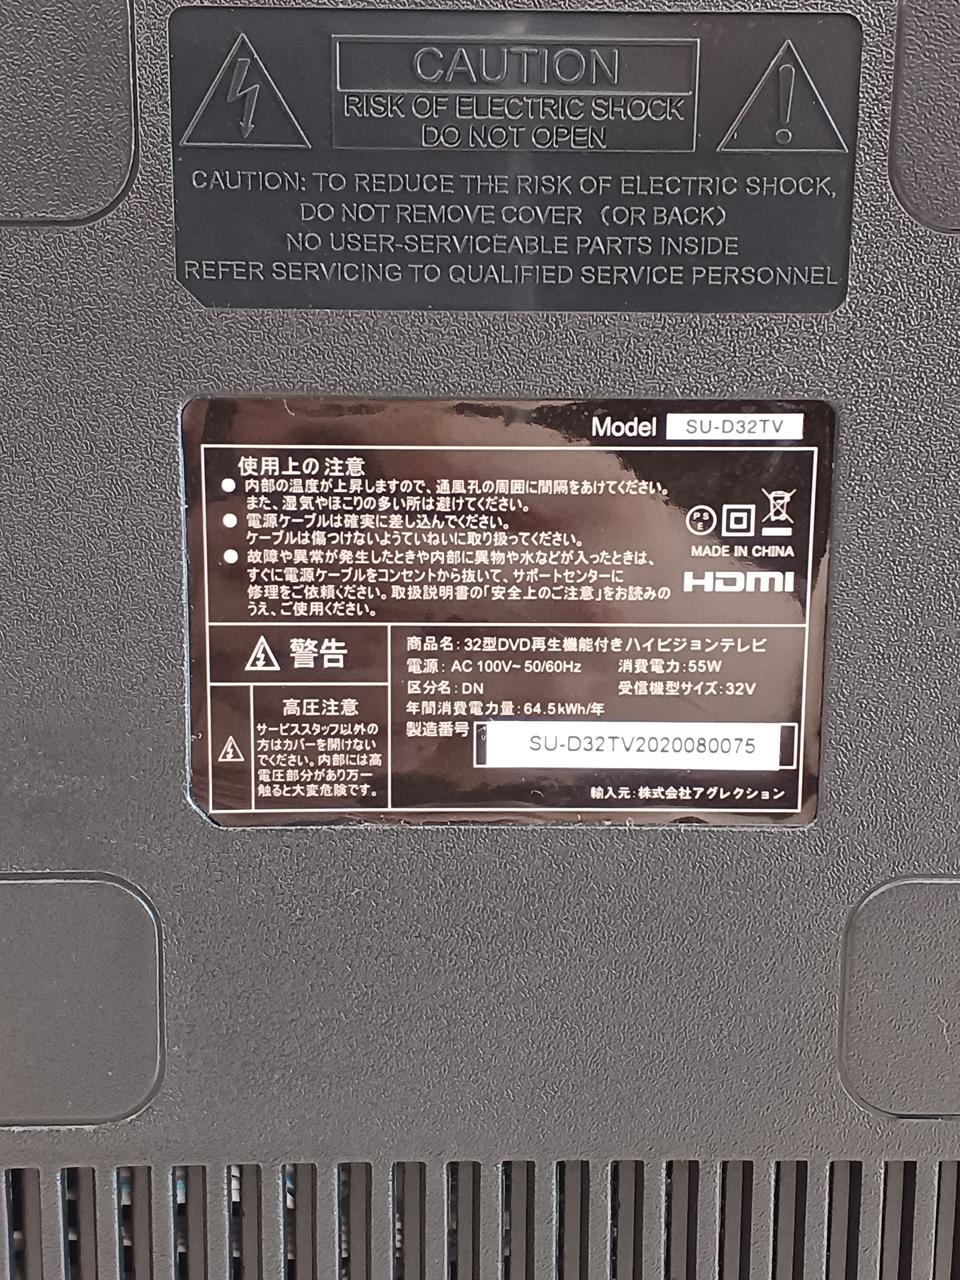 CAUTION
RISK OF ELECTRIC SHOCK
DO NOT OPEN
CAUTION: TO REDUCE THE RISK OF ELECTRIC SHOCK,
DO NOT REMOVE COVER (OR BACK)
NO USER-SERVICEABLE PARTS INSIDE
REFER SERVICING TO QUALIFIED SERVICE PERSONNEL
Model SU-D32TV
使用上の注意
● 内部の温度が上昇しますので、通風孔の周囲に間隔をあけてください。
また、湿気やほこりの多い所は避けてください。
● 電源ケーブルは確実に差し込んでください。
ケーブルは傷つけないようていねいに取り扱ってください。
● 故障や異常が発生したときや内部に異物や水などが入ったときは、
すぐに電源ケーブルをコンセントから抜いて、サポートセンターに
修理をご依頼ください。取扱説明書の「安全上のご注意」をお読みの
うえ、ご使用ください。
PS
E
MADE IN CHINA
HDMI
警告
高圧注意
サービススタッフ以外の
方はカバーを開けない
でください。内部には高
電圧部分があり万一
触ると大変危険です。
商品名:32型DVD再生機能付きハイビジョンテレビ
電源: AC 100V~50/60Hz 消費電力:55W
区分名:DN 受信機型サイズ:32V
年間消費電力量:64.5kWh/年
製造番号 SU-D32TV2020080075
輸入元:株式会社アグレクション